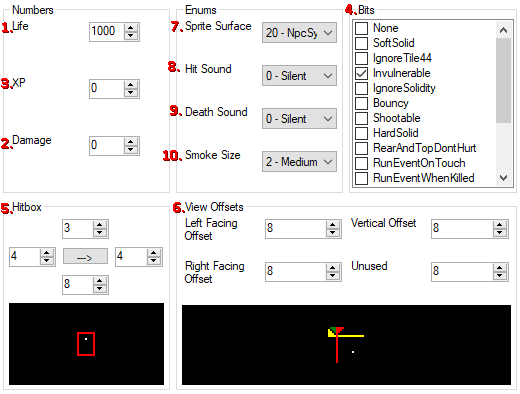 Numbers
1. Life
1000
3. XP
0
2. Damage
0
Enums
7. Sprite Surface
20 - NpcSy
8. Hit Sound
0 - Silent
9. Death Sound
0 - Silent
10. Smoke Size
2 - Medium
4. Bits
None
SoftSolid
IgnoreTile44
Invulnerable
IgnoreSolidity
Bouncy
Shootable
HardSolid
RearAndTopDontHurt
RunEventOnTouch
RunEventWhenKilled
5. Hitbox
3
4
--->
4
8
6. View Offsets
Left Facing
Offset
8
Vertical Offset
8
Right Facing
Offset
8
Unused
8